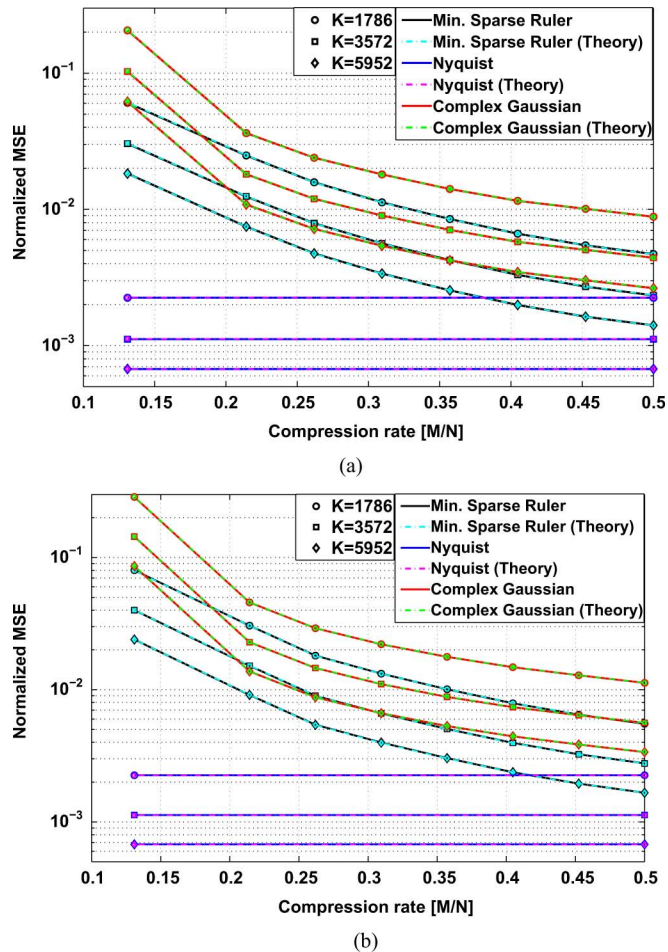 K=1786
K=3572
K=5952
Min. Sparse Ruler
Min. Sparse Ruler (Theory)
Nyquist
Nyquist (Theory)
Complex Gaussian
Complex Gaussian (Theory)
Normalized MSE
10⁻¹
10⁻²
10⁻³
0.1 0.15 0.2 0.25 0.3 0.35 0.4 0.45 0.5
Compression rate [M/N]
(a)
K=1786
K=3572
K=5952
Min. Sparse Ruler
Min. Sparse Ruler (Theory)
Nyquist
Nyquist (Theory)
Complex Gaussian
Complex Gaussian (Theory)
Normalized MSE
10⁻¹
10⁻²
10⁻³
0.1 0.15 0.2 0.25 0.3 0.35 0.4 0.45 0.5
Compression rate [M/N]
(b)